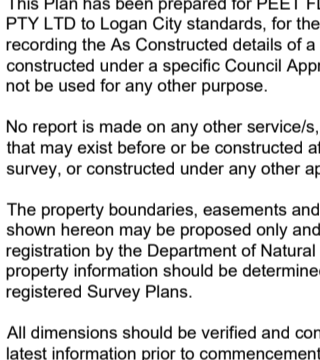 This Plan has been prepared for PEET
PTY LTD to Logan City standards, for the
recording the As Constructed details of a
constructed under a specific Council
not be used for any other purpose.
No report is made on any other service/s,
that may exist before or be constructed
survey, or constructed under any other
The property boundaries, easements and
shown hereon may be proposed only and
registration by the Department of Natural
property information should be
registered Survey Plans.
All dimensions should be verified and
latest information prior to commencement